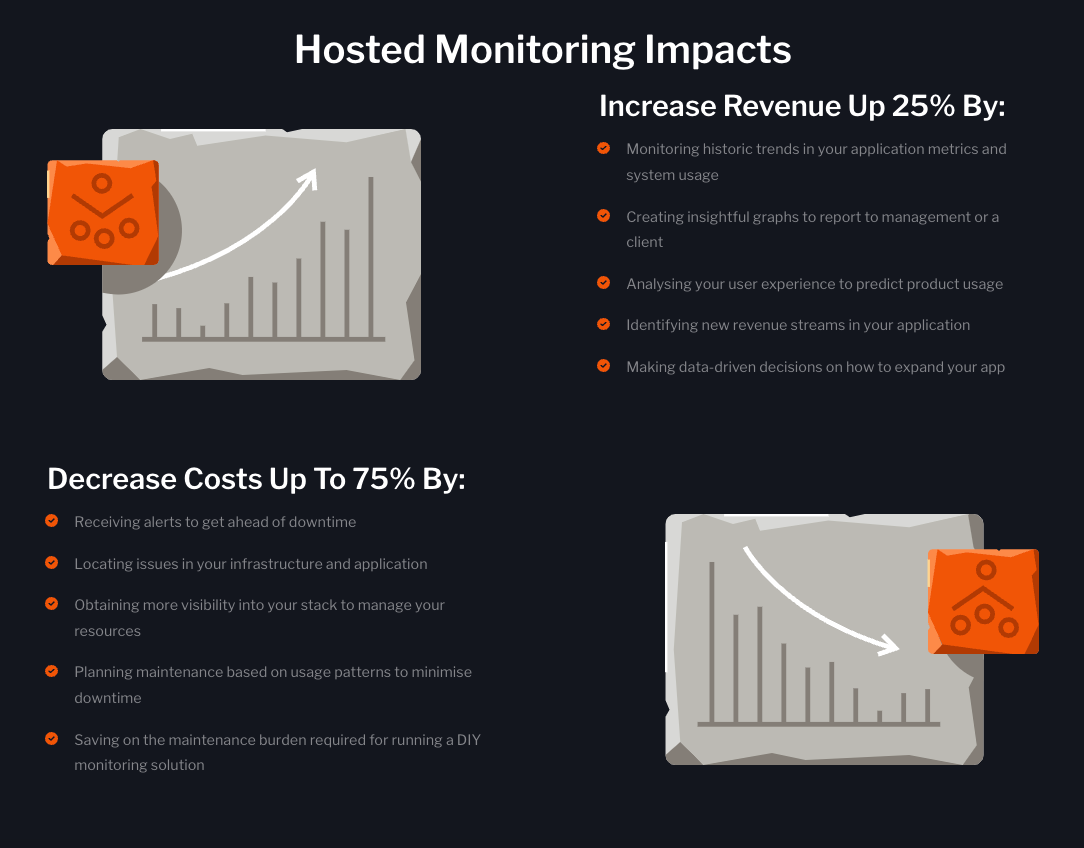 Hosted Monitoring Impacts
Increase Revenue Up 25% By:
Monitoring historic trends in your application metrics and
system usage
Creating insightful graphs to report to management or a
client
Analysing your user experience to predict product usage
Identifying new revenue streams in your application
Making data-driven decisions on how to expand your app
Decrease Costs Up To 75% By:
Receiving alerts to get ahead of downtime
Locating issues in your infrastructure and application
Obtaining more visibility into your stack to manage your
resources
Planning maintenance based on usage patterns to minimise
downtime
Saving on the maintenance burden required for running a DIY
monitoring solution